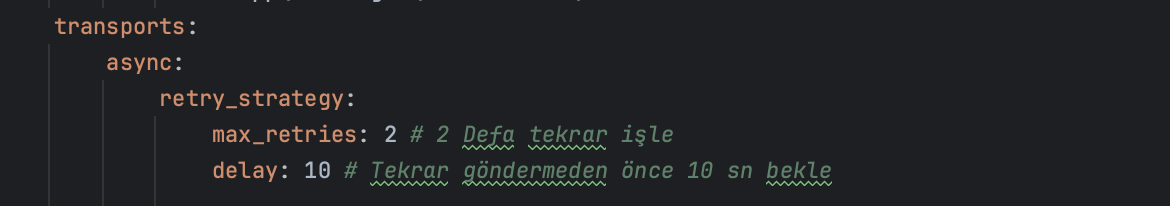 transports:
async:
retry_strategy:
max_retries: 2 # 2 Defa tekrar işle
delay: 10 # Tekrar göndermeden önce 10 sn bekle